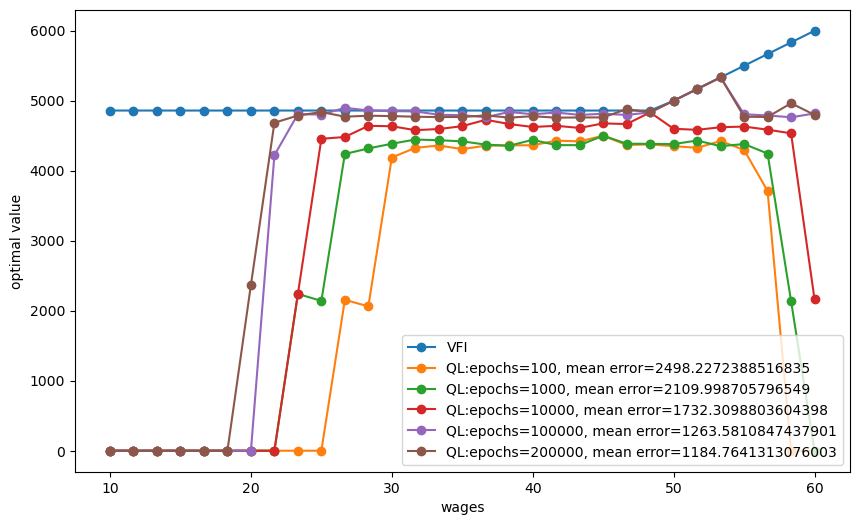 6000
5000
4000
3000
2000
1000
0
optimal value
10
20
30
40
50
60
wages
VFI
QL:epochs=100, mean error=2498.2272388516835
QL:epochs=1000, mean error=2109.998705796549
QL:epochs=10000, mean error=1732.3098803604398
QL:epochs=100000, mean error=1263.5810847437901
QL:epochs=200000, mean error=1184.7641313076003